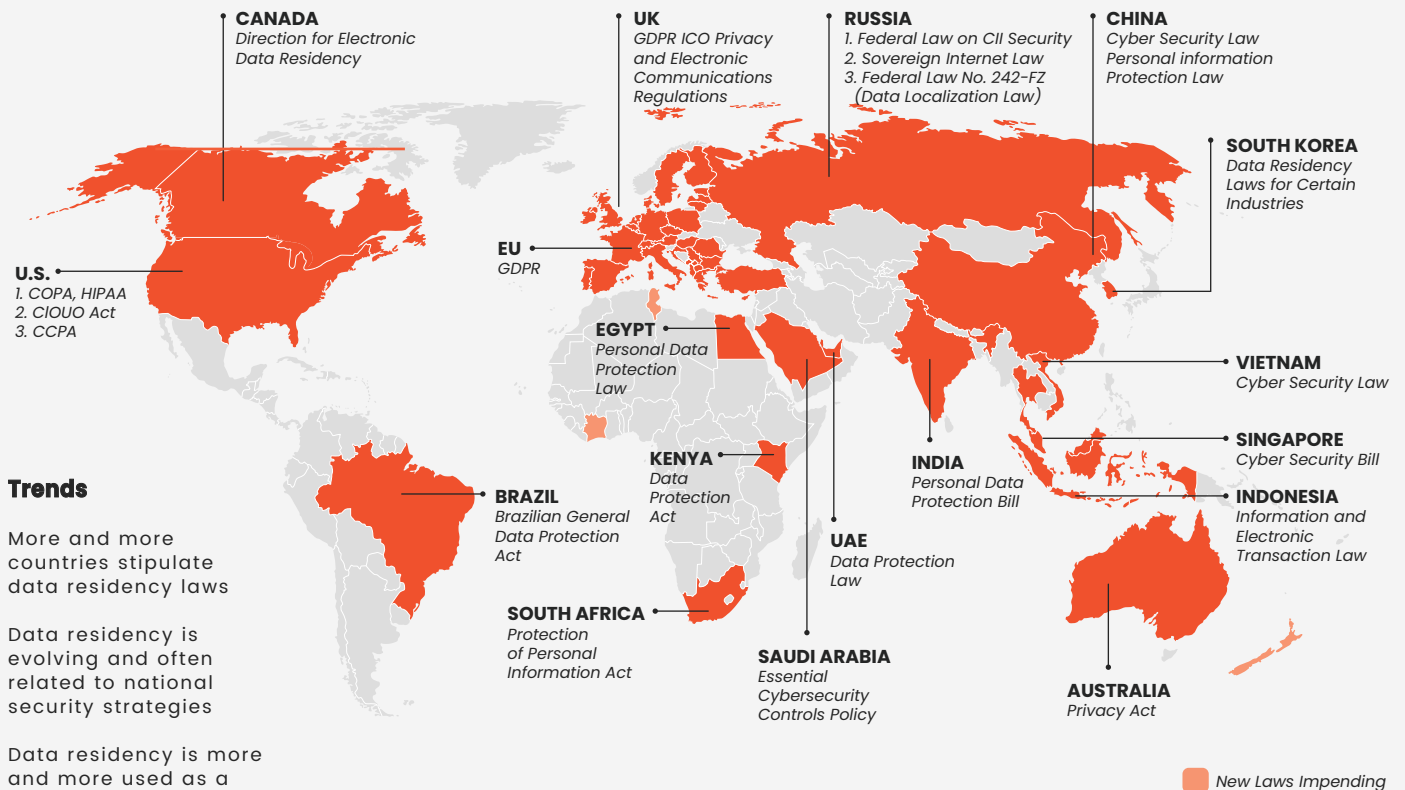 CANADA
Direction for Electronic
Data Residency
UK
GDPR ICO Privacy
and Electronic
Communications
Regulations
RUSSIA
1. Federal Law on CII Security
2. Sovereign Internet Law
3. Federal Law No. 242-FZ
(Data Localization Law)
CHINA
Cyber Security Law
Personal information
Protection Law
SOUTH KOREA
Data Residency
Laws for Certain
Industries
EU
GDPR
U.S.
1. COPA, HIPAA
2. CIOUO Act
3. CCPA
EGYPT
Personal Data
Protection
Law
VIETNAM
Cyber Security Law
SINGAPORE
Cyber Security Bill
KENYA
Data
Protection
Act
INDIA
Personal Data
Protection Bill
INDONESIA
Information and
Electronic
Transaction Law
BRAZIL
Brazilian General
Data Protection
Act
UAE
Data Protection
Law
SOUTH AFRICA
Protection
of Personal
Information Act
SAUDI ARABIA
Essential
Cybersecurity
Controls Policy
AUSTRALIA
Privacy Act
Trends
More and more
countries stipulate
data residency laws
Data residency is
evolving and often
related to national
security strategies
Data residency is more
and more used as a
New Laws Impending